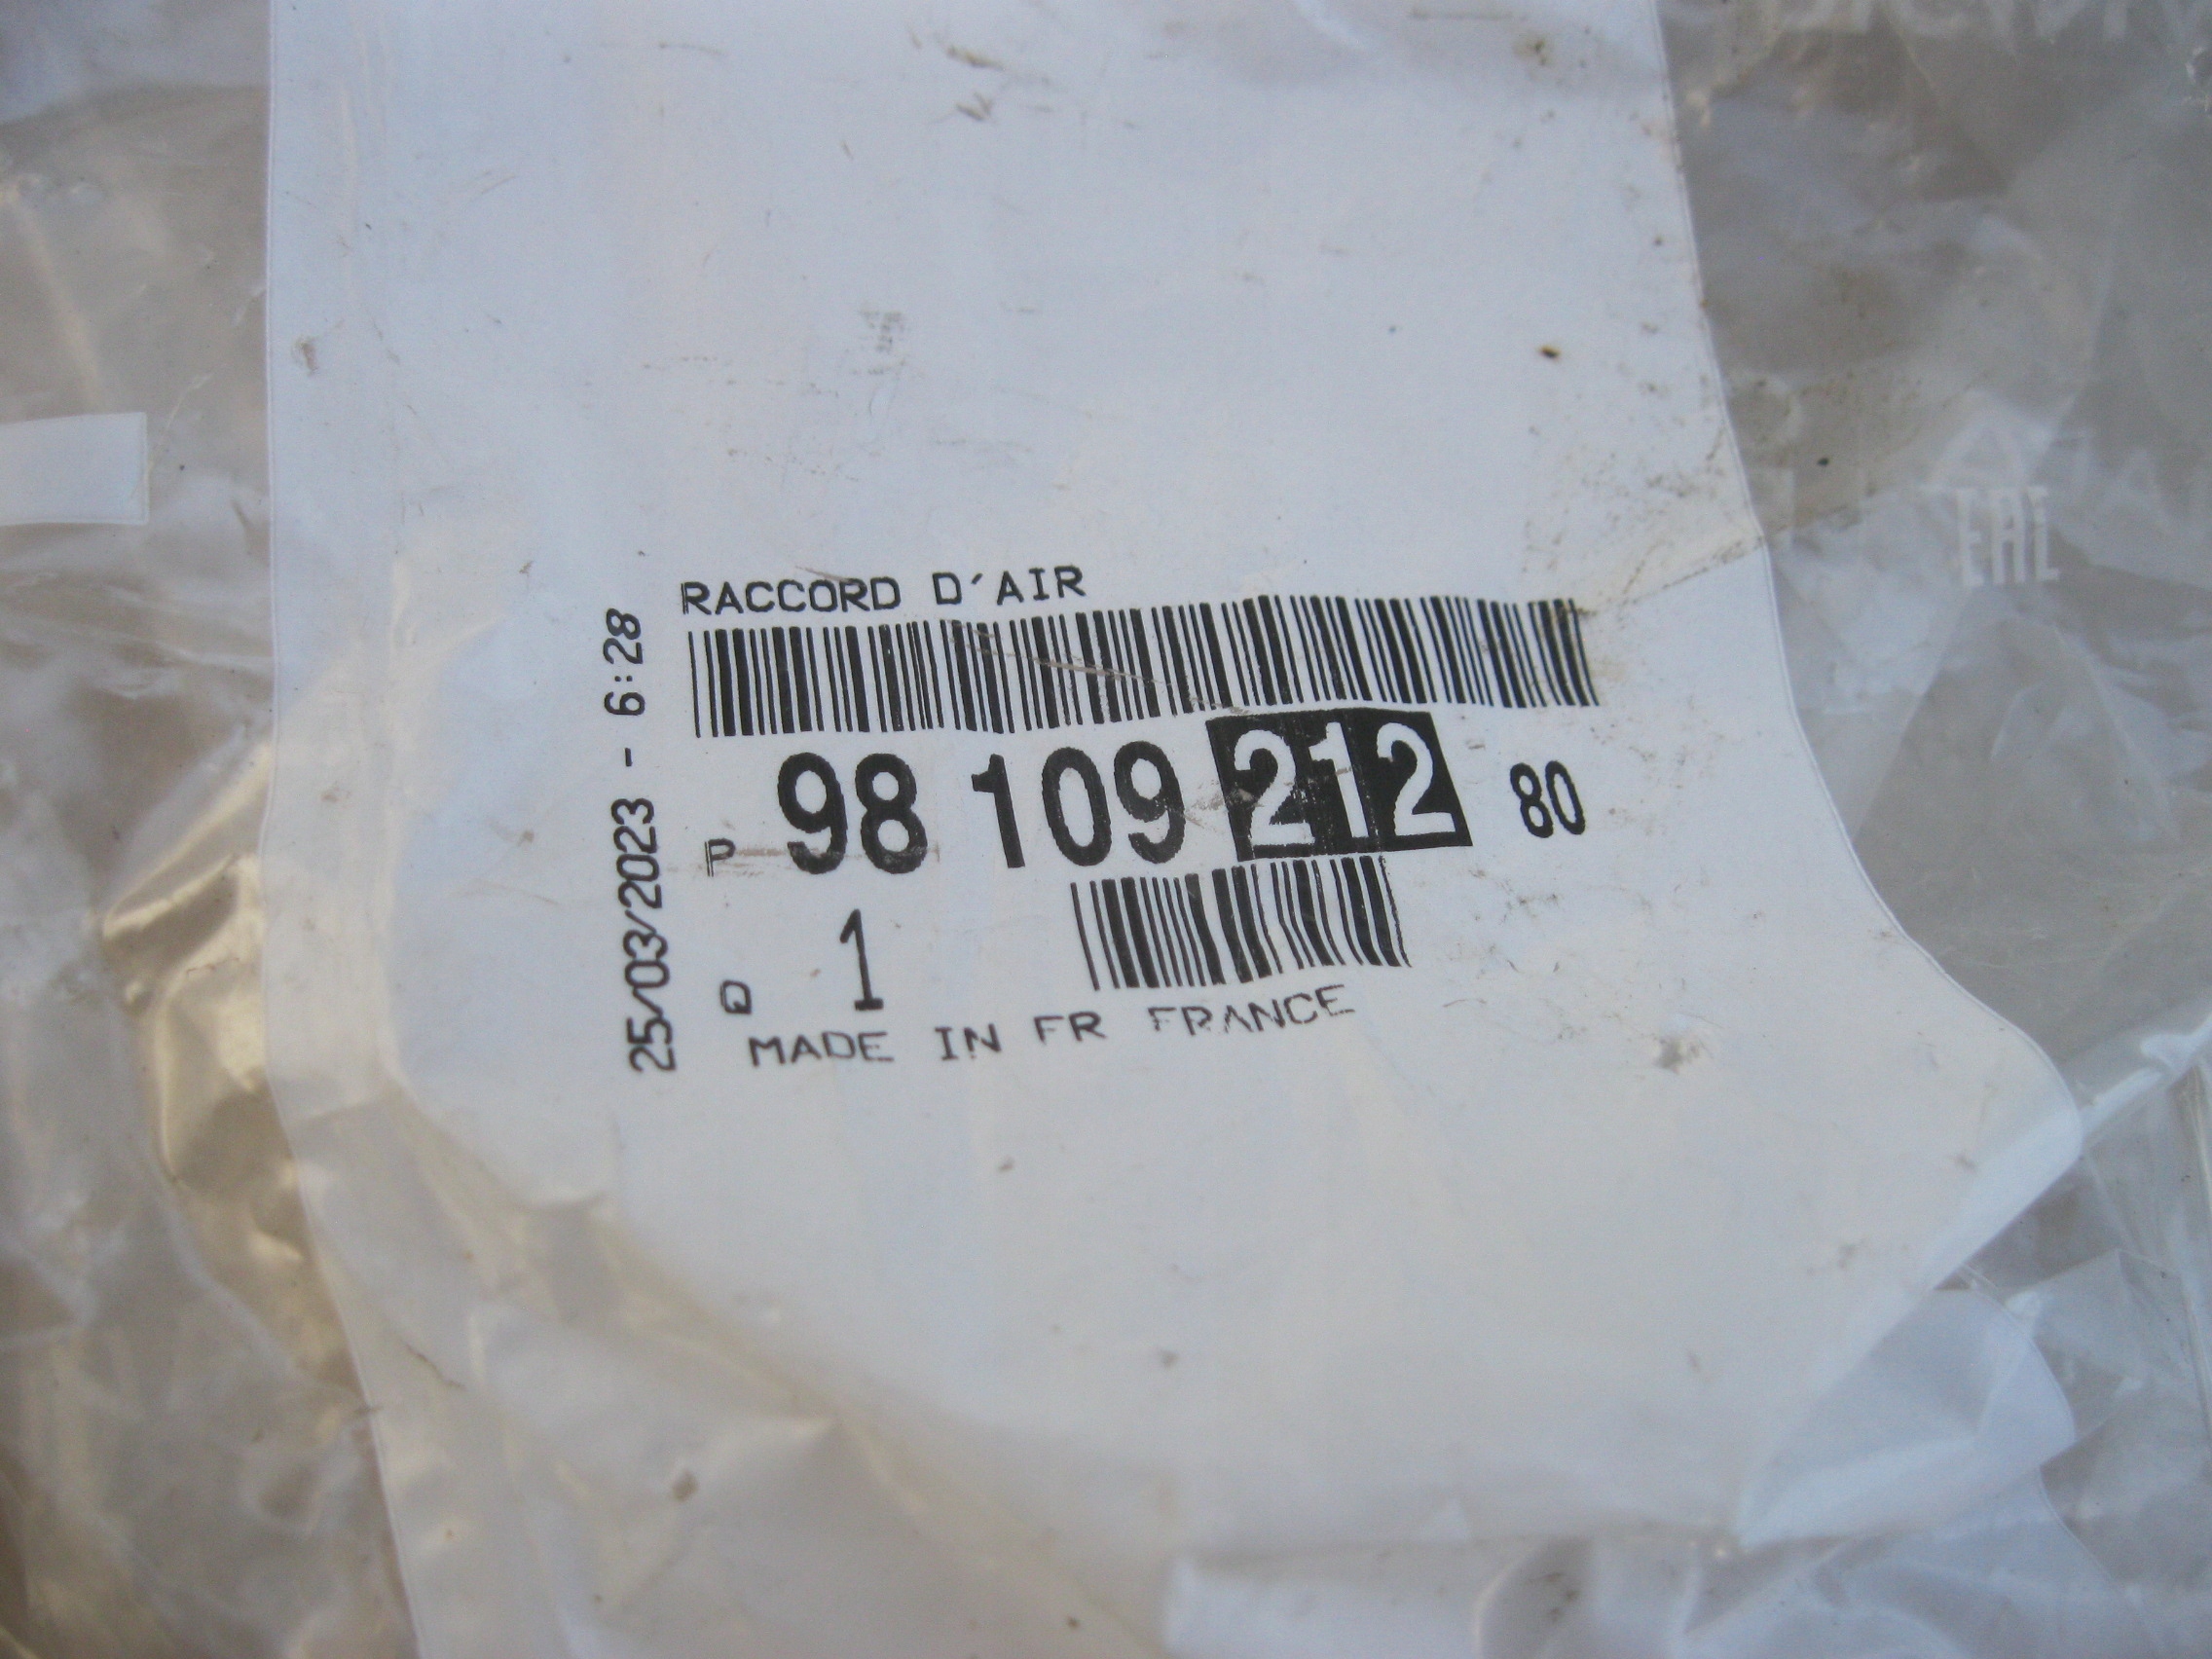 RACCORD D'AIR
25/03/2023 - 6:28
P 98 109 212 80
Q 1
MADE IN FR FRANCE
EAC